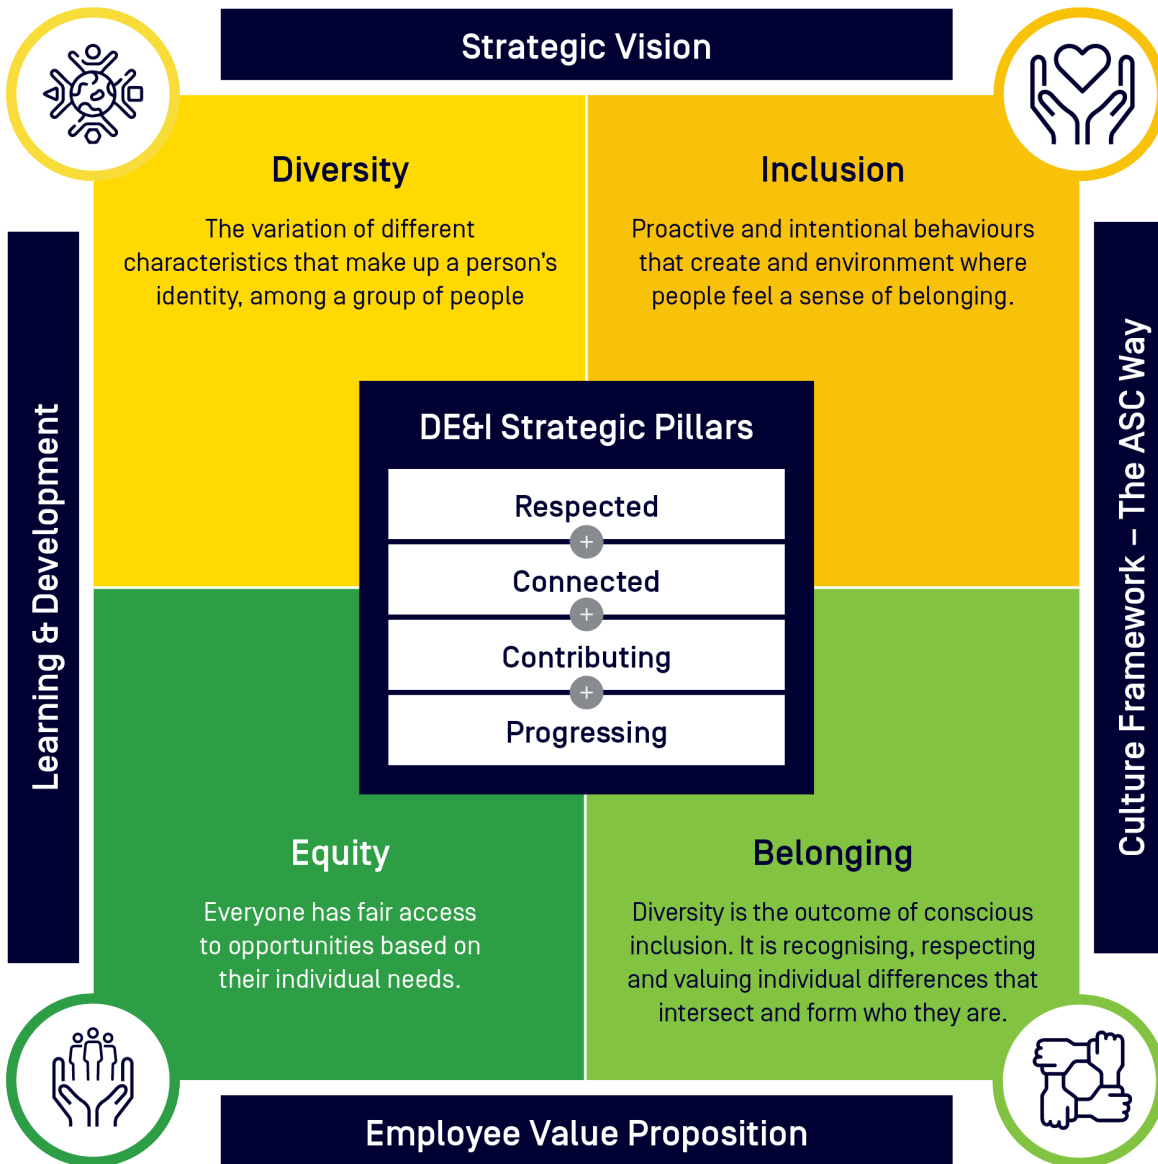 Strategic Vision
Diversity
The variation of different
characteristics that make up a person’s
identity, among a group of people
Inclusion
Proactive and intentional behaviours
that create and environment where
people feel a sense of belonging.
Learning & Development
DE&I Strategic Pillars
Respected
+
Connected
+
Contributing
+
Progressing
Culture Framework – The ASC Way
Equity
Everyone has fair access
to opportunities based on
their individual needs.
Belonging
Diversity is the outcome of conscious
inclusion. It is recognising, respecting
and valuing individual differences that
intersect and form who they are.
Employee Value Proposition